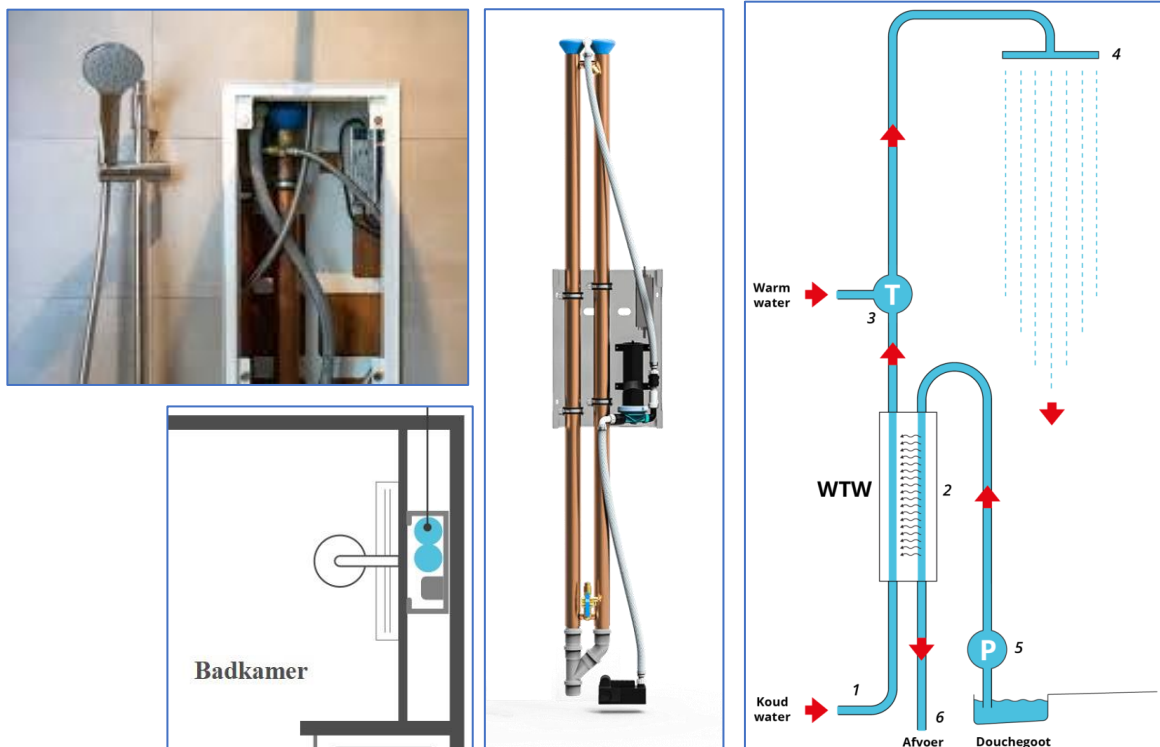 Badkamer
4
Warm
water
T
3
WTW
2
P
5
1
Koud
water
6
Afvoer
Douchegoot